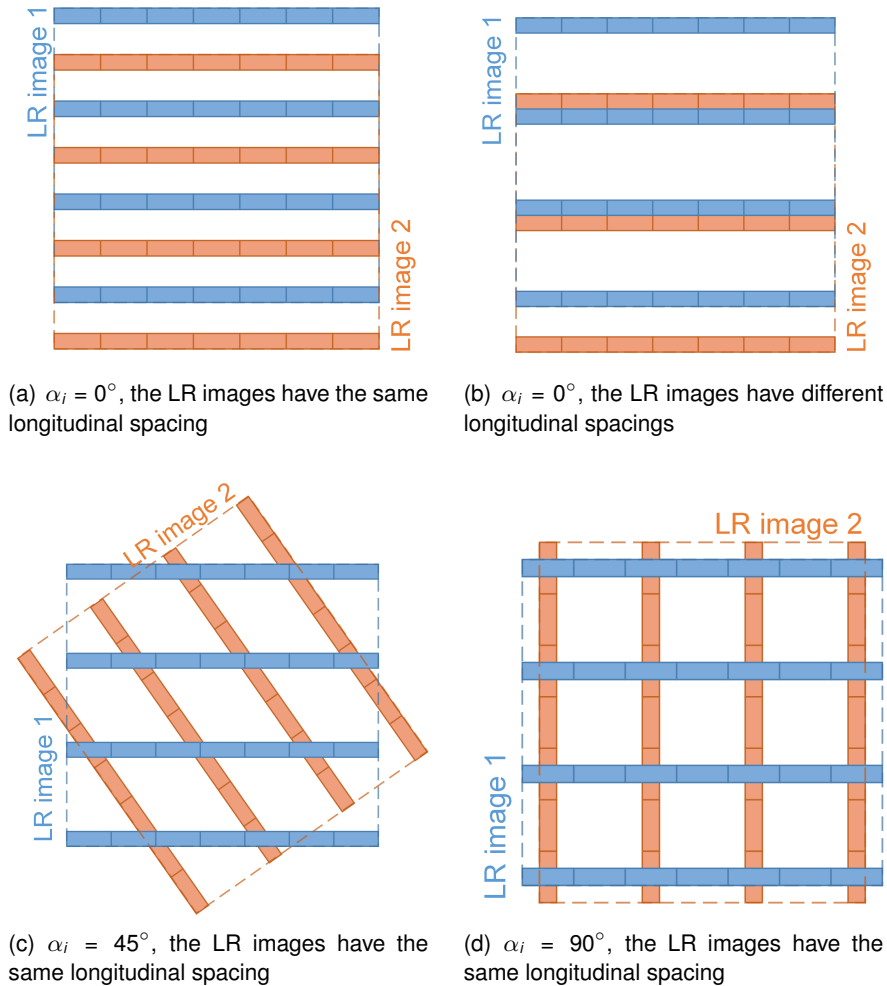 LR image 1
LR image 2
(a) αᵢ = 0°, the LR images have the same
longitudinal spacing
LR image 1
LR image 2
(b) αᵢ = 0°, the LR images have different
longitudinal spacings
LR image 2
LR image 1
(c) αᵢ = 45°, the LR images have the
same longitudinal spacing
LR image 2
LR image 1
(d) αᵢ = 90°, the LR images have the
same longitudinal spacing